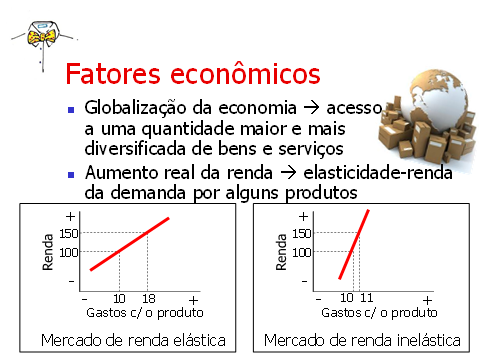 Fatores econômicos
Globalização da economia → acesso
a uma quantidade maior e mais
diversificada de bens e serviços
Aumento real da renda → elasticidade-renda
da demanda por alguns produtos
+
150
100
-
Renda
- 10 18 +
Gastos c/ o produto
Mercado de renda elástica
+
150
100
-
Renda
- 10 11 +
Gastos c/ o produto
Mercado de renda inelástica